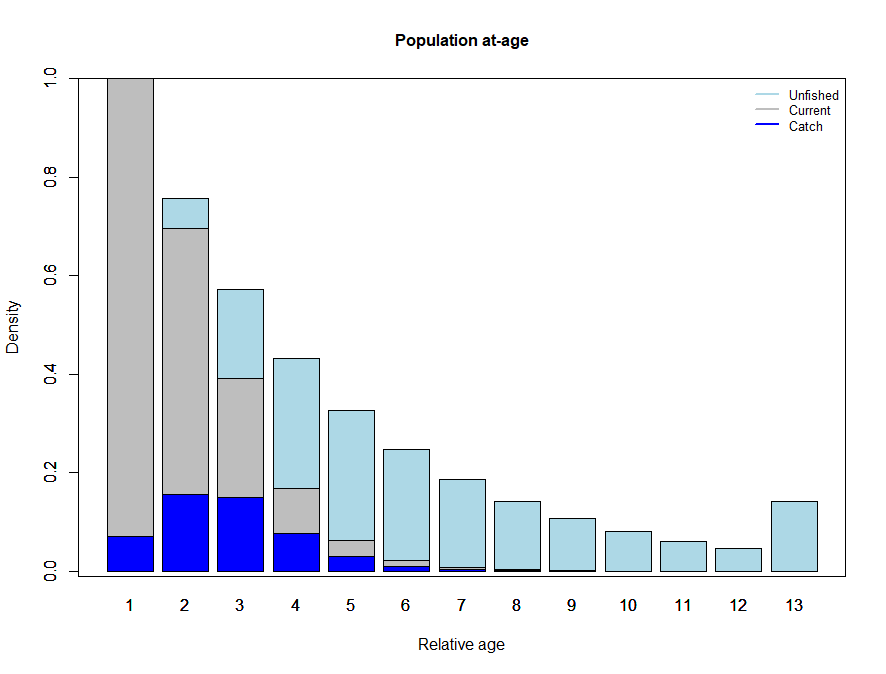 Population at-age
Unfished
Current
Catch
1.0
0.8
0.6
0.4
0.2
0.0
Density
1 2 3 4 5 6 7 8 9 10 11 12 13
Relative age